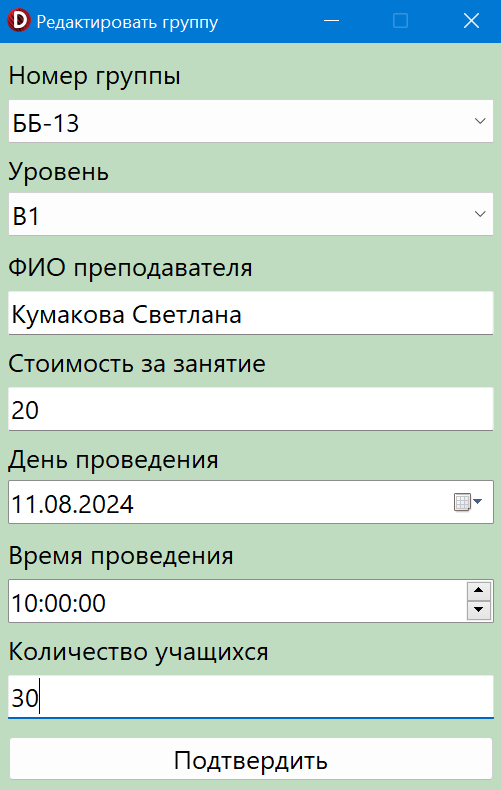 D Редактировать группу
Номер группы
ББ-13
Уровень
B1
ФИО преподавателя
Кумакова Светлана
Стоимость за занятие
20
День проведения
11.08.2024
Время проведения
10:00:00
Количество учащихся
30
Подтвердить